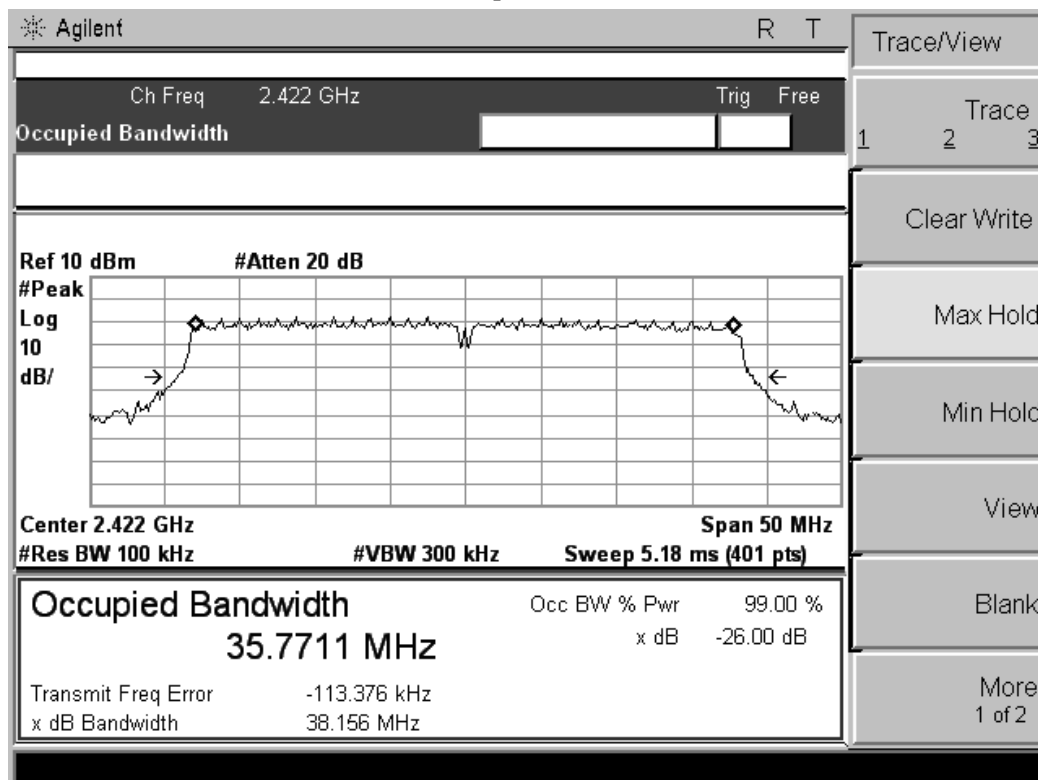 Agilent R T
Trace/View
Ch Freq 2.422 GHz Trig Free
Occupied Bandwidth
Trace
1 2 3
Clear Write
Ref 10 dBm #Atten 20 dB
#Peak
Log
10
dB/
Max Hold
Min Hold
Center 2.422 GHz Span 50 MHz
#Res BW 100 kHz #VBW 300 kHz Sweep 5.18 ms (401 pts)
View
Occupied Bandwidth
35.7711 MHz
Occ BW % Pwr 99.00 %
x dB -26.00 dB
Transmit Freq Error -113.376 kHz
x dB Bandwidth 38.156 MHz
Blank
More
1 of 2